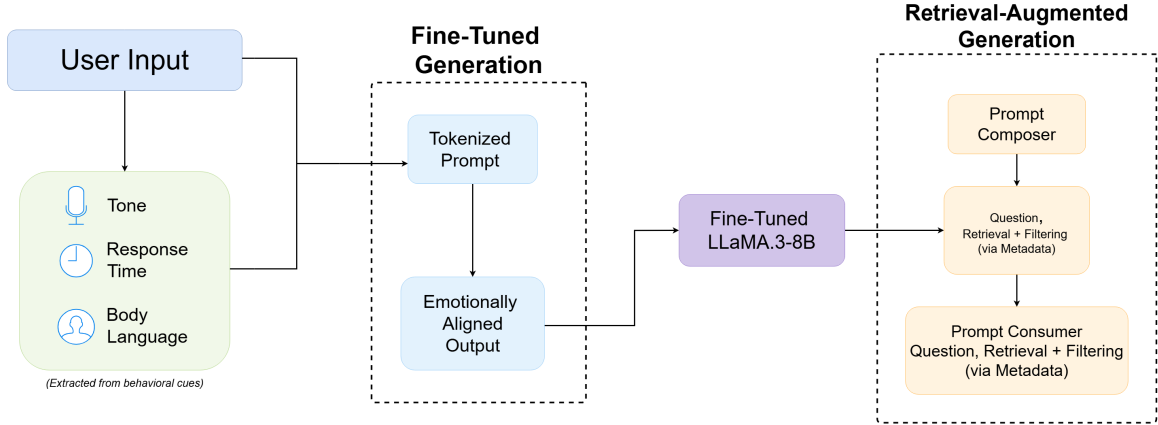 User Input
Tone
Response
Time
Body
Language
(Extracted from behavioral cues)
Fine-Tuned
Generation
Tokenized
Prompt
Emotionally
Aligned
Output
Fine-Tuned
LLaMA.3-8B
Retrieval-Augmented
Generation
Prompt
Composer
Question,
Retrieval + Filtering
(via Metadata)
Prompt Consumer
Question, Retrieval + Filtering
(via Metadata)